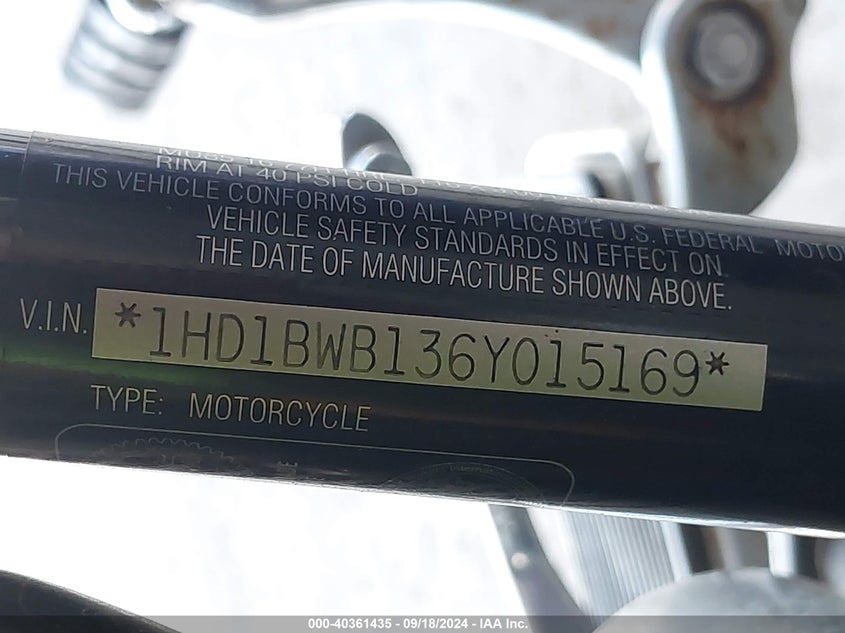 RIM AT 40 PSI COLD
THIS VEHICLE CONFORMS TO ALL APPLICABLE U.S. FEDERAL MOTO
VEHICLE SAFETY STANDARDS IN EFFECT ON
THE DATE OF MANUFACTURE SHOWN ABOVE.
V.I.N. *1HD1BWB136Y015169*
TYPE: MOTORCYCLE
000-40361435 - 09/18/2024 - IAA Inc.